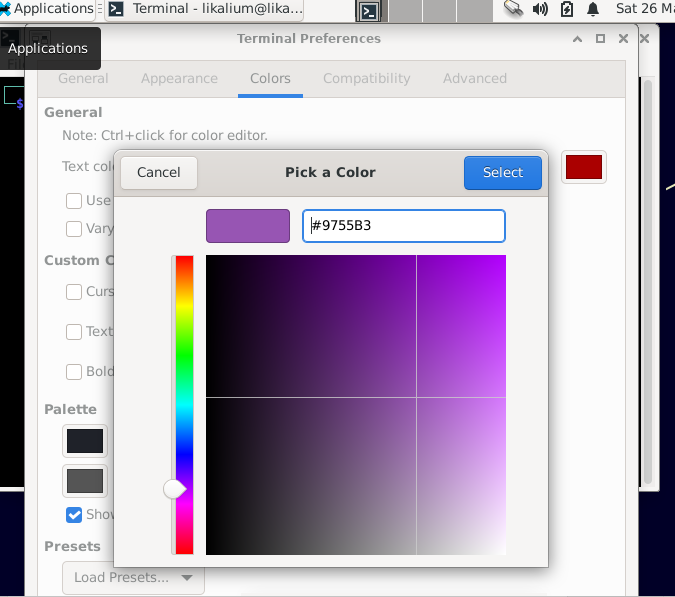 Applications
Terminal - likalium@lika...
Sat 26 Ma
Applications
Terminal Preferences
General
Appearance
Colors
Compatibility
Advanced
$
General
Note: Ctrl+click for color editor.
Text col
Cancel
Pick a Color
Select
#9755B3
Use
Vary
Custom C
Curs
Text
Bold
Palette
Show
Presets
Load Presets...